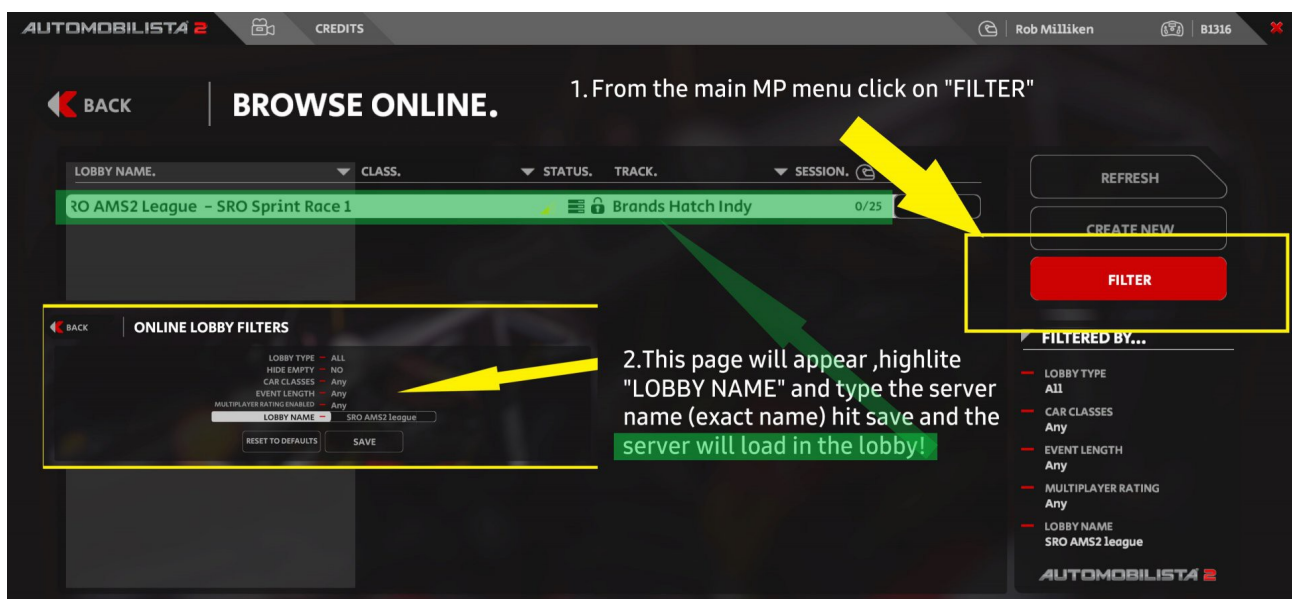 AUTOMOBILISTA 2
CREDITS
Rob Milliken
B1316
BACK
BROWSE ONLINE.
1. From the main MP menu click on "FILTER"
LOBBY NAME. CLASS. STATUS. TRACK. SESSION.
RO AMS2 League - SRO Sprint Race 1 Brands Hatch Indy 0/25
REFRESH
CREATE NEW
FILTER
BACK
ONLINE LOBBY FILTERS
LOBBY TYPE — ALL
HIDE EMPTY — NO
CAR CLASSES — Any
EVENT LENGTH — Any
MULTIPLAYER RATING ENABLED — Any
LOBBY NAME — SRO AMS2 league
RESET TO DEFAULTS SAVE
2.This page will appear ,highlite
"LOBBY NAME" and type the server
name (exact name) hit save and the
server will load in the lobby!
FILTERED BY...
LOBBY TYPE
All
CAR CLASSES
Any
EVENT LENGTH
Any
MULTIPLAYER RATING
Any
LOBBY NAME
SRO AMS2 league
AUTOMOBILISTA 2